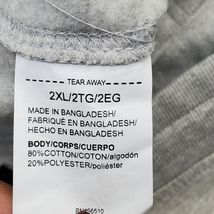 TEAR AWAY
2XL/2TG/2EG
MADE IN BANGLADESH/
FABRIQUÉ EN BANGLADESH/
HECHO EN BANGLADESH
BODY/CORPS/CUERPO
80%COTTON/COTON/algodón
20%POLYESTER/poliéster